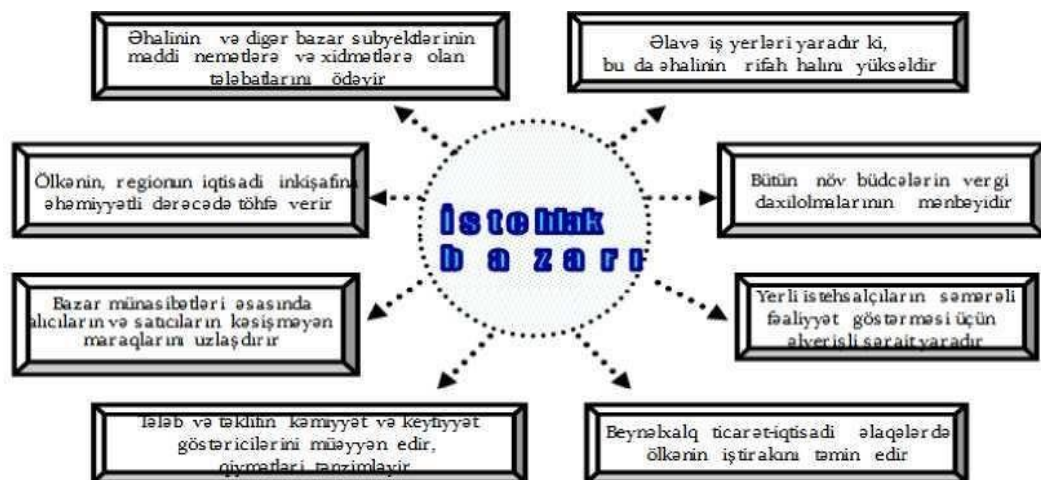 Əhalinin və digər bazar subyektlərinin
maddi nemətlərə və xidmətlərə olan
tələbatlarını ödəyir
Əlavə iş yerləri yaradır ki,
bu da əhalinin rifah halını yüksəldir
Ölkənin, regionun iqtisadi inkişafına
əhəmiyyətli dərəcədə töhfə verir
Bütün növ büdcələrin vergi
daxilolmalarının mənbəyidir
İstehlak
bazarı
Bazar münasibətləri əsasında
alıcıların və satıcıların kəsişməyən
maraqlarını uzlaşdırır
Yerli istehsalçıların səmərəli
fəaliyyət göstərməsi üçün
əlverişli şərait yaradır
Tələb və təklifin kəmiyyət və keyfiyyət
göstəricilərini müəyyən edir,
qiymətləri tənzimləyir
Beynəlxalq ticarət-iqtisadi əlaqələrdə
ölkənin iştirakını təmin edir